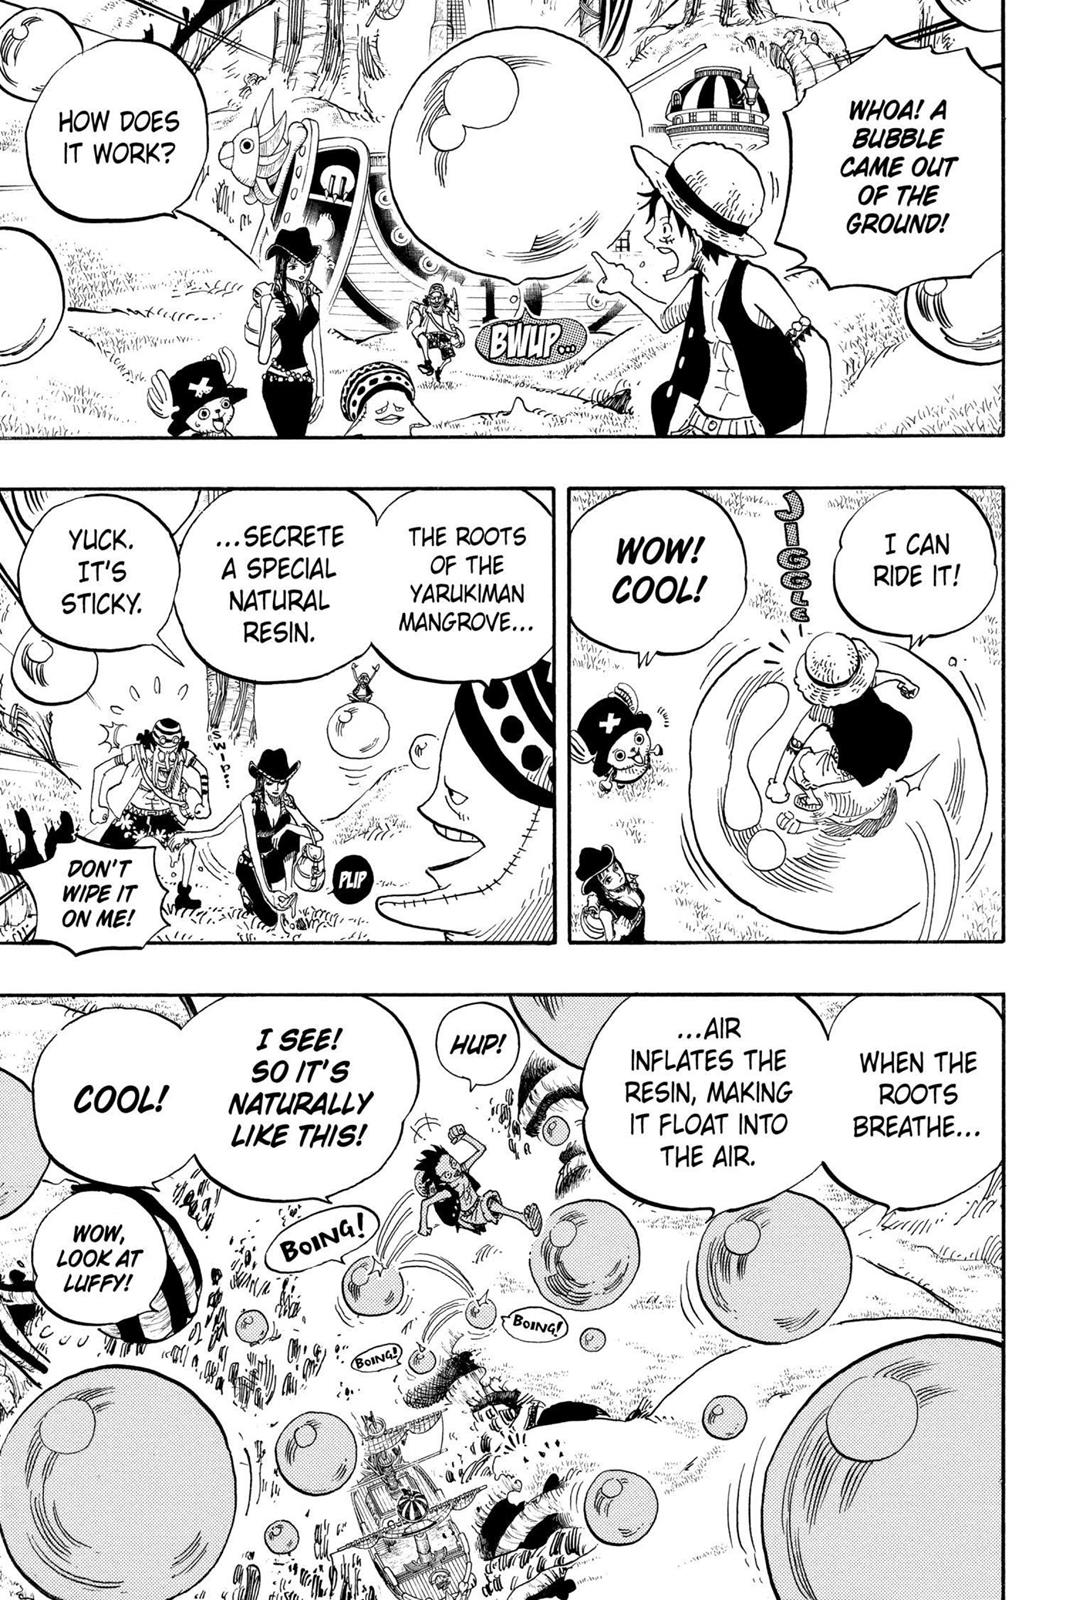 WHOA! A
BUBBLE
CAME OUT
OF THE
GROUND!
BWUP...
HOW DOES
IT WORK?
I CAN
RIDE IT!
JIGGLE
WOW!
COOL!
THE ROOTS
OF THE
YARUKIMAN
MANGROVE...
...SECRETE
A SPECIAL
NATURAL
RESIN.
YUCK.
IT'S
STICKY.
SWIP...
PLIP
DON'T
WIPE IT
ON ME!
WHEN THE
ROOTS
BREATHE...
...AIR
INFLATES THE
RESIN, MAKING
IT FLOAT INTO
THE AIR.
HUP!
I SEE!
SO IT'S
NATURALLY
LIKE THIS!
COOL!
WOW,
LOOK AT
LUFFY!
BOING!
BOING!
BOING!